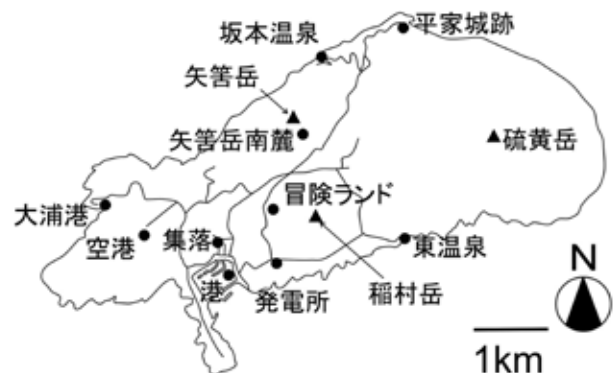 平家城跡
坂本温泉
矢筈岳
矢筈岳南麓
硫黄岳
冒険ランド
大浦港
空港
集落
東温泉
港
発電所
稲村岳
N
1km